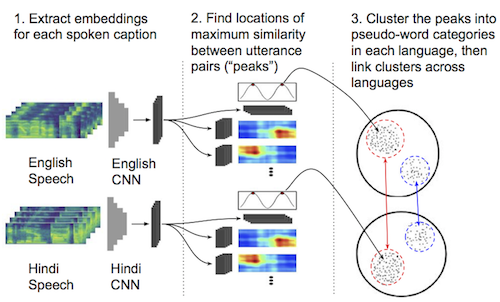 1. Extract embeddings
for each spoken caption
2. Find locations of
maximum similarity
between utterance
pairs (“peaks”)
3. Cluster the peaks into
pseudo-word categories
in each language, then
link clusters across
languages
English
Speech
English
CNN
Hindi
Speech
Hindi
CNN